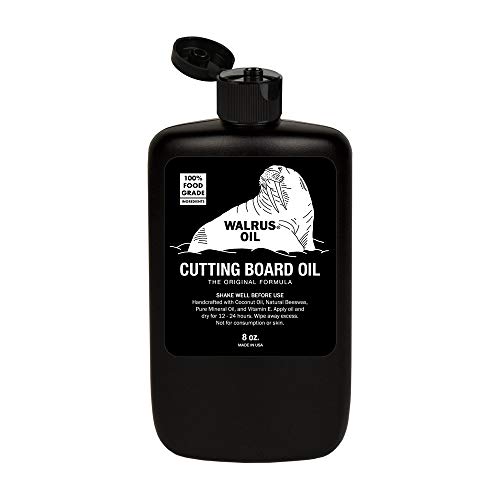 100%
FOOD
GRADE
INGREDIENTS
WALRUS®
OIL
CUTTING BOARD OIL
THE ORIGINAL FORMULA
SHAKE WELL BEFORE USE
Handcrafted with Coconut Oil, Natural Beeswax,
Pure Mineral Oil, and Vitamin E. Apply oil and
dry for 12 - 24 hours. Wipe away excess.
Not for consumption or skin.
8 oz.
MADE IN USA